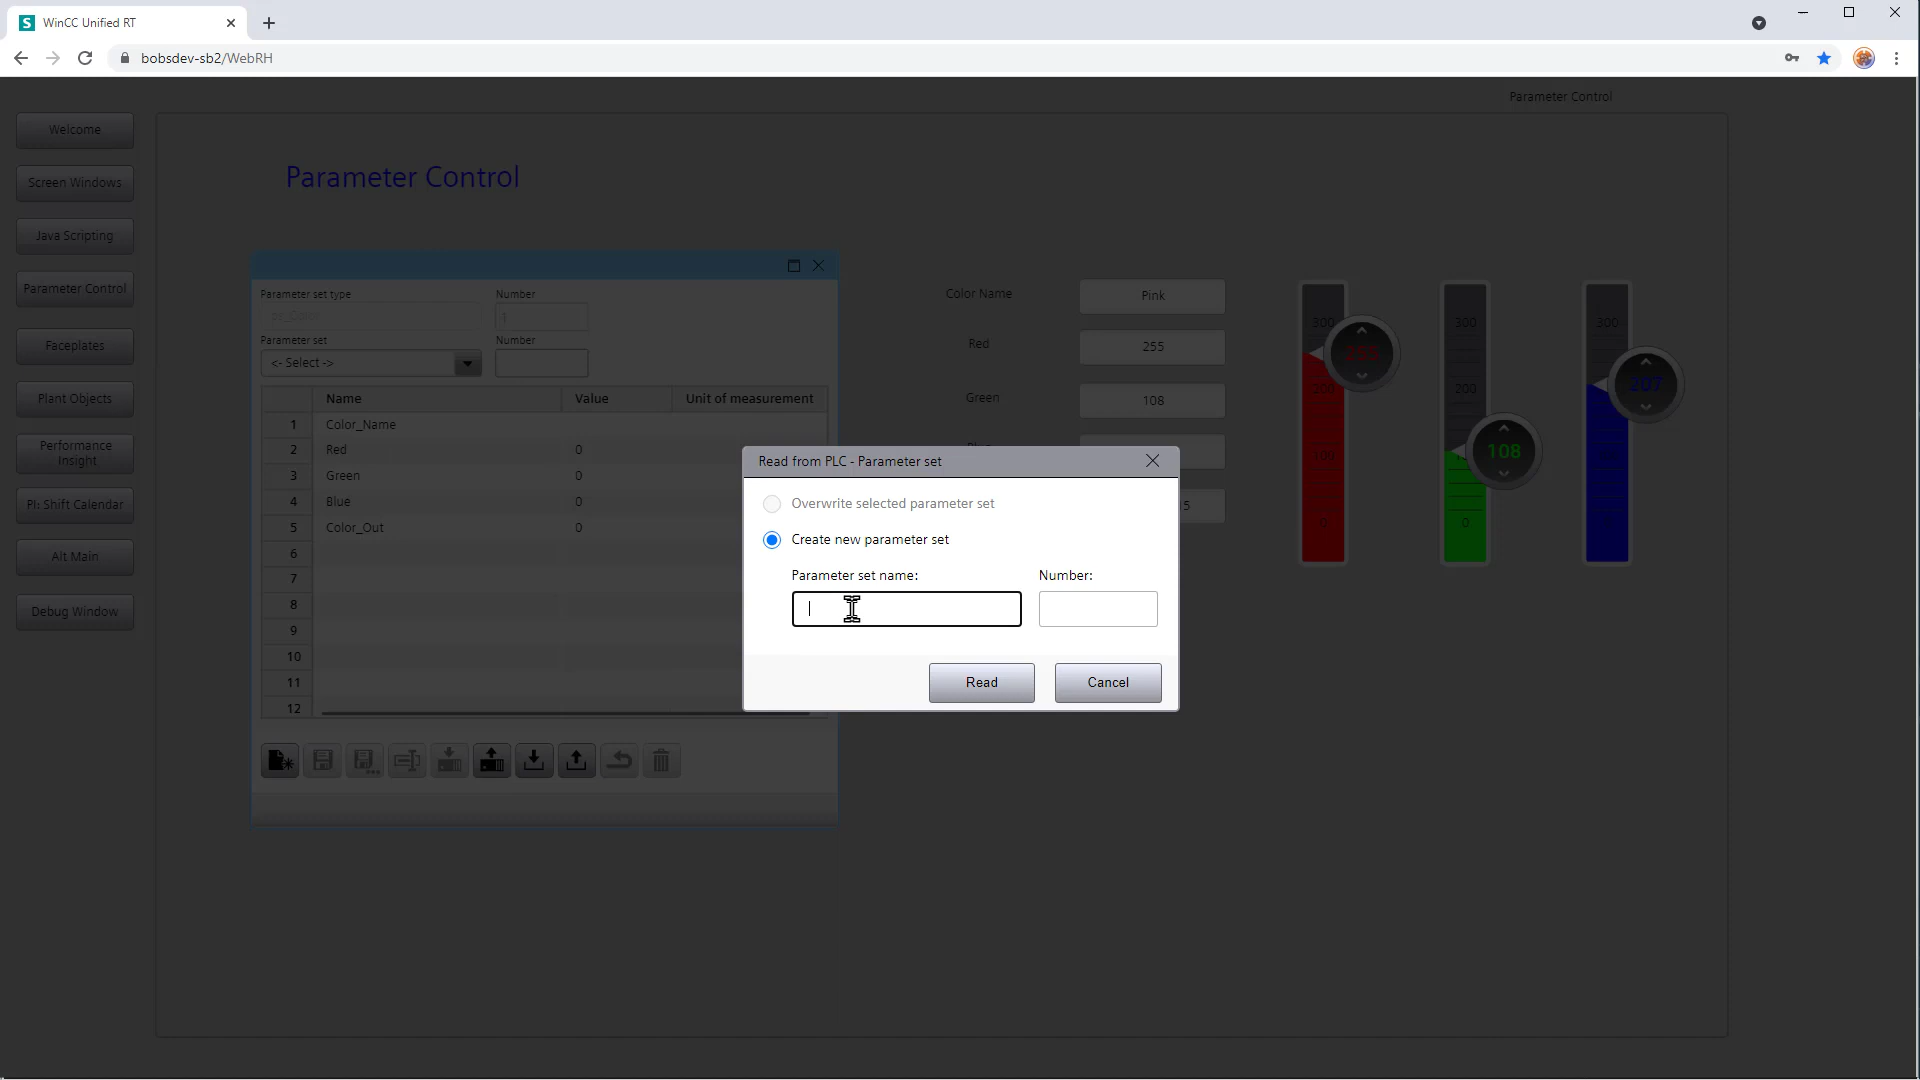 WinCC Unified RT
bobsdev-sb2/WebRH
Parameter Control
Welcome
Screen Windows
Java Scripting
Parameter Control
Faceplates
Plant Objects
Performance
Insight
PI: Shift Calendar
Alt Main
Debug Window
Parameter Control
Parameter set type
Number
ps_Color
1
Parameter set
Number
<- Select ->
Name Value Unit of measurement
1 Color_Name
2 Red 0
3 Green 0
4 Blue 0
5 Color_Out 0
6
7
8
9
10
11
12
Color Name Pink
Red 255
Green 108
5
300
200
100
0
255
300
200
0
108
300
207
Read from PLC - Parameter set
Overwrite selected parameter set
Create new parameter set
Parameter set name: Number:
Read Cancel